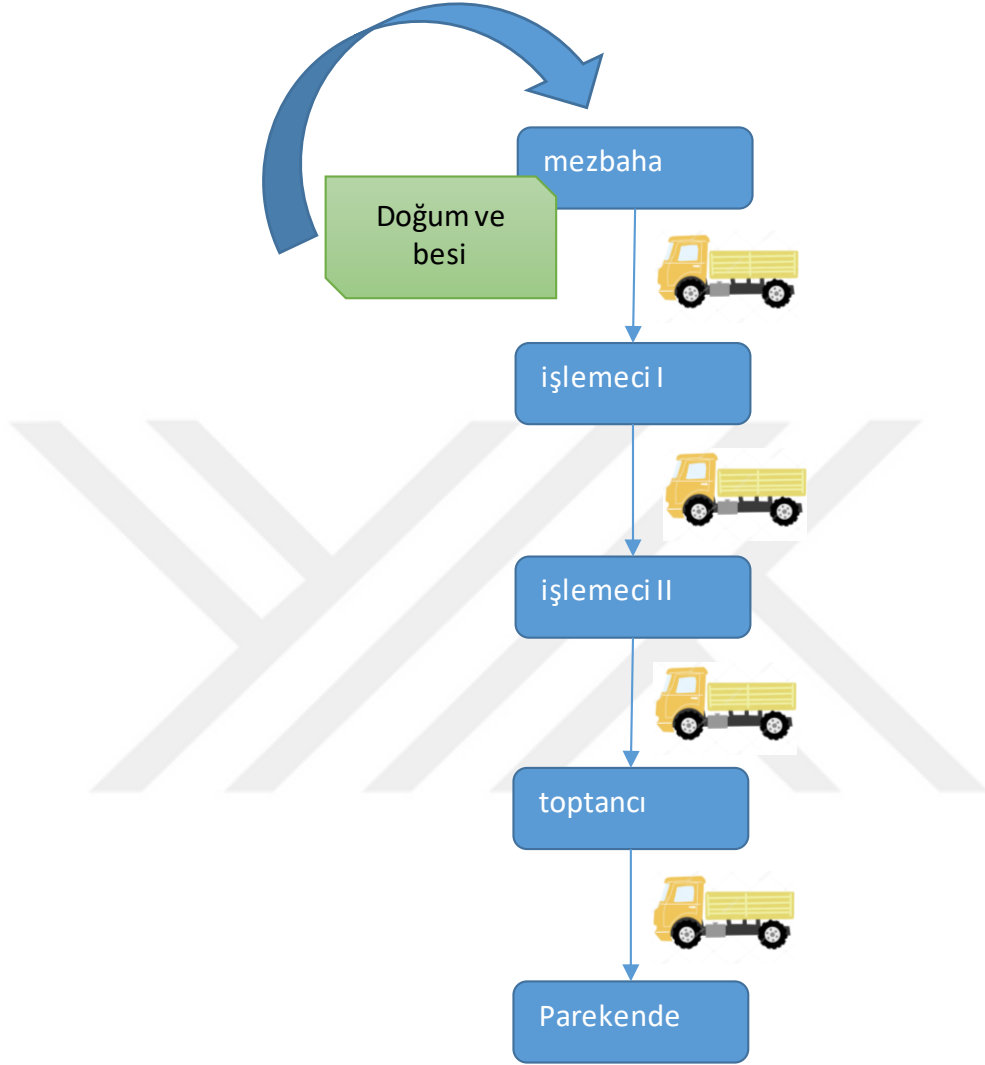 mezbaha
Doğum ve
besi
işlemeci I
işlemeci II
toptancı
Parekende